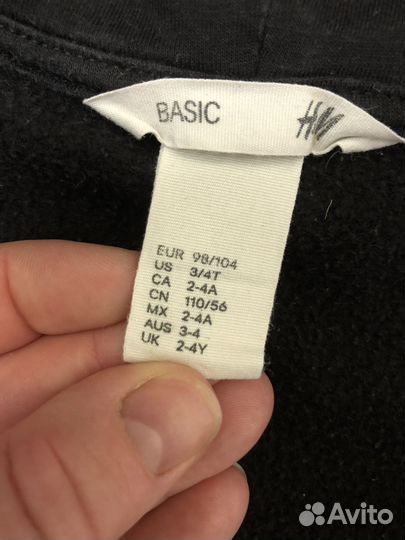 BASIC H&M
EUR 98/104
US 3/4T
CA 2-4A
CN 110/56
MX 2-4A
AUS 3-4
UK 2-4Y
Avito